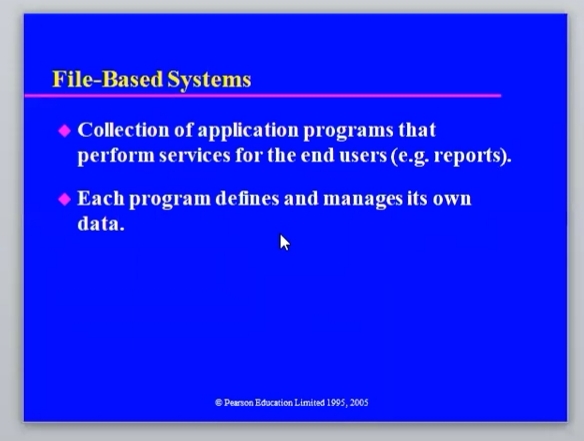 File-Based Systems
Collection of application programs that
perform services for the end users (e.g. reports).
Each program defines and manages its own
data.
© Pearson Education Limited 1995, 2005